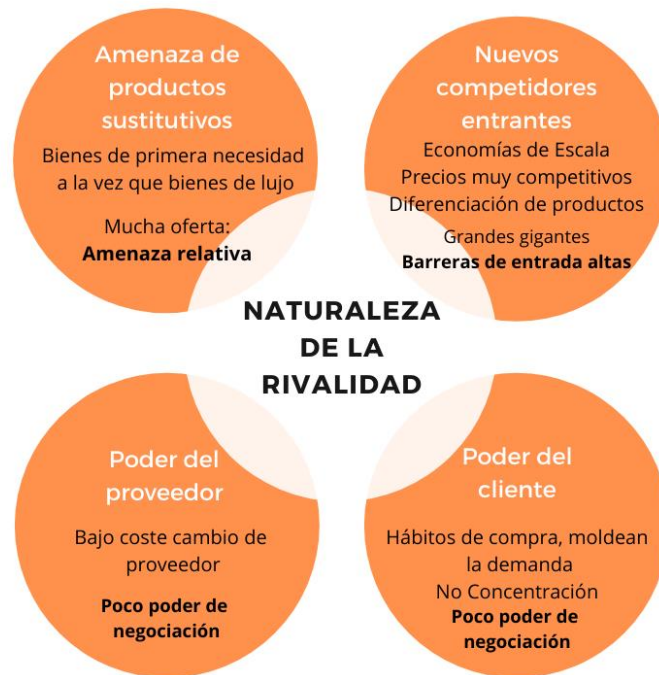 Amenaza de
productos
sustitutivos
Bienes de primera necesidad
a la vez que bienes de lujo
Mucha oferta:
Amenaza relativa
Nuevos
competidores
entrantes
Economías de Escala
Precios muy competitivos
Diferenciación de productos
Grandes gigantes
Barreras de entrada altas
NATURALEZA
DE LA
RIVALIDAD
Poder del
proveedor
Bajo coste cambio de
proveedor
Poco poder de
negociación
Poder del
cliente
Hábitos de compra, moldean
la demanda
No Concentración
Poco poder de
negociación